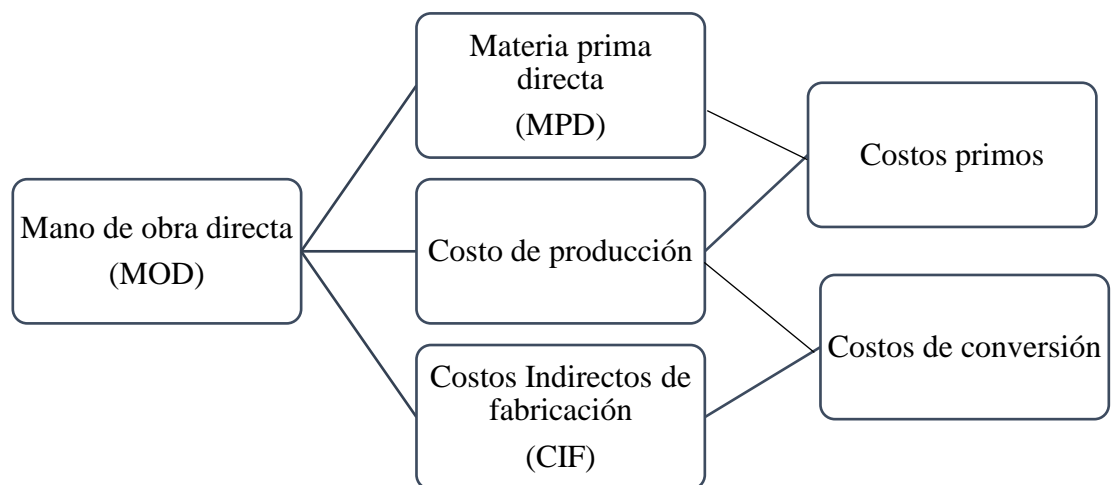 Mano de obra directa
(MOD)
Materia prima
directa
(MPD)
Costo de producción
Costos Indirectos de
fabricación
(CIF)
Costos primos
Costos de conversión